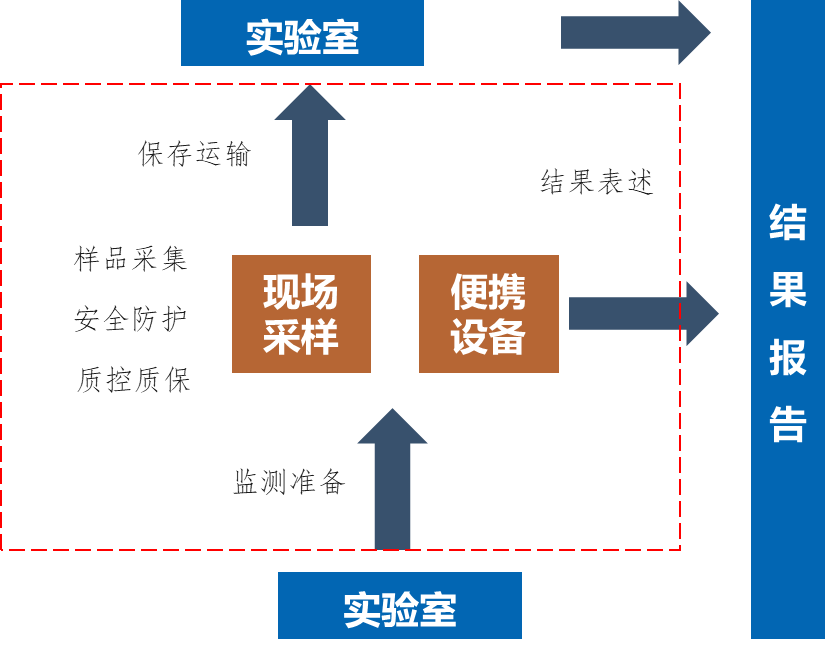 实验室
保存运输
结果表述
样品采集
安全防护
质控质保
现场
采样
便携
设备
结
果
报
告
监测准备
实验室